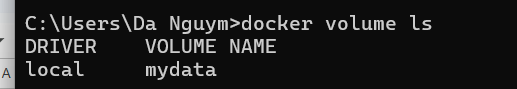 C:\Users\Da Nguym>docker volume ls
DRIVER    VOLUME NAME
local     mydata
A